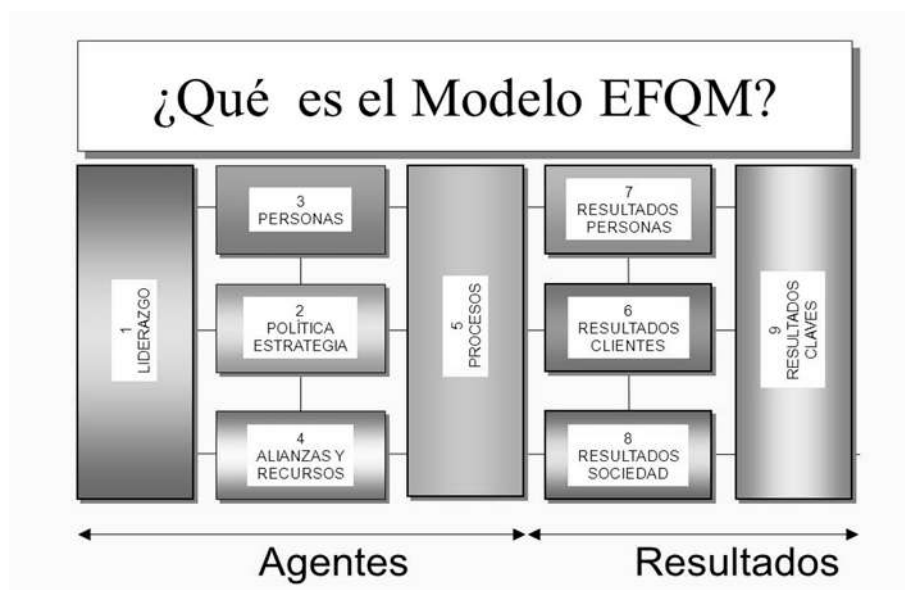 ¿Qué es el Modelo EFQM?
1
LIDERAZGO
3
PERSONAS
2
POLÍTICA
ESTRATEGIA
4
ALIANZAS Y
RECURSOS
5
PROCESOS
7
RESULTADOS
PERSONAS
6
RESULTADOS
CLIENTES
8
RESULTADOS
SOCIEDAD
9
RESULTADOS
CLAVES
Agentes
Resultados